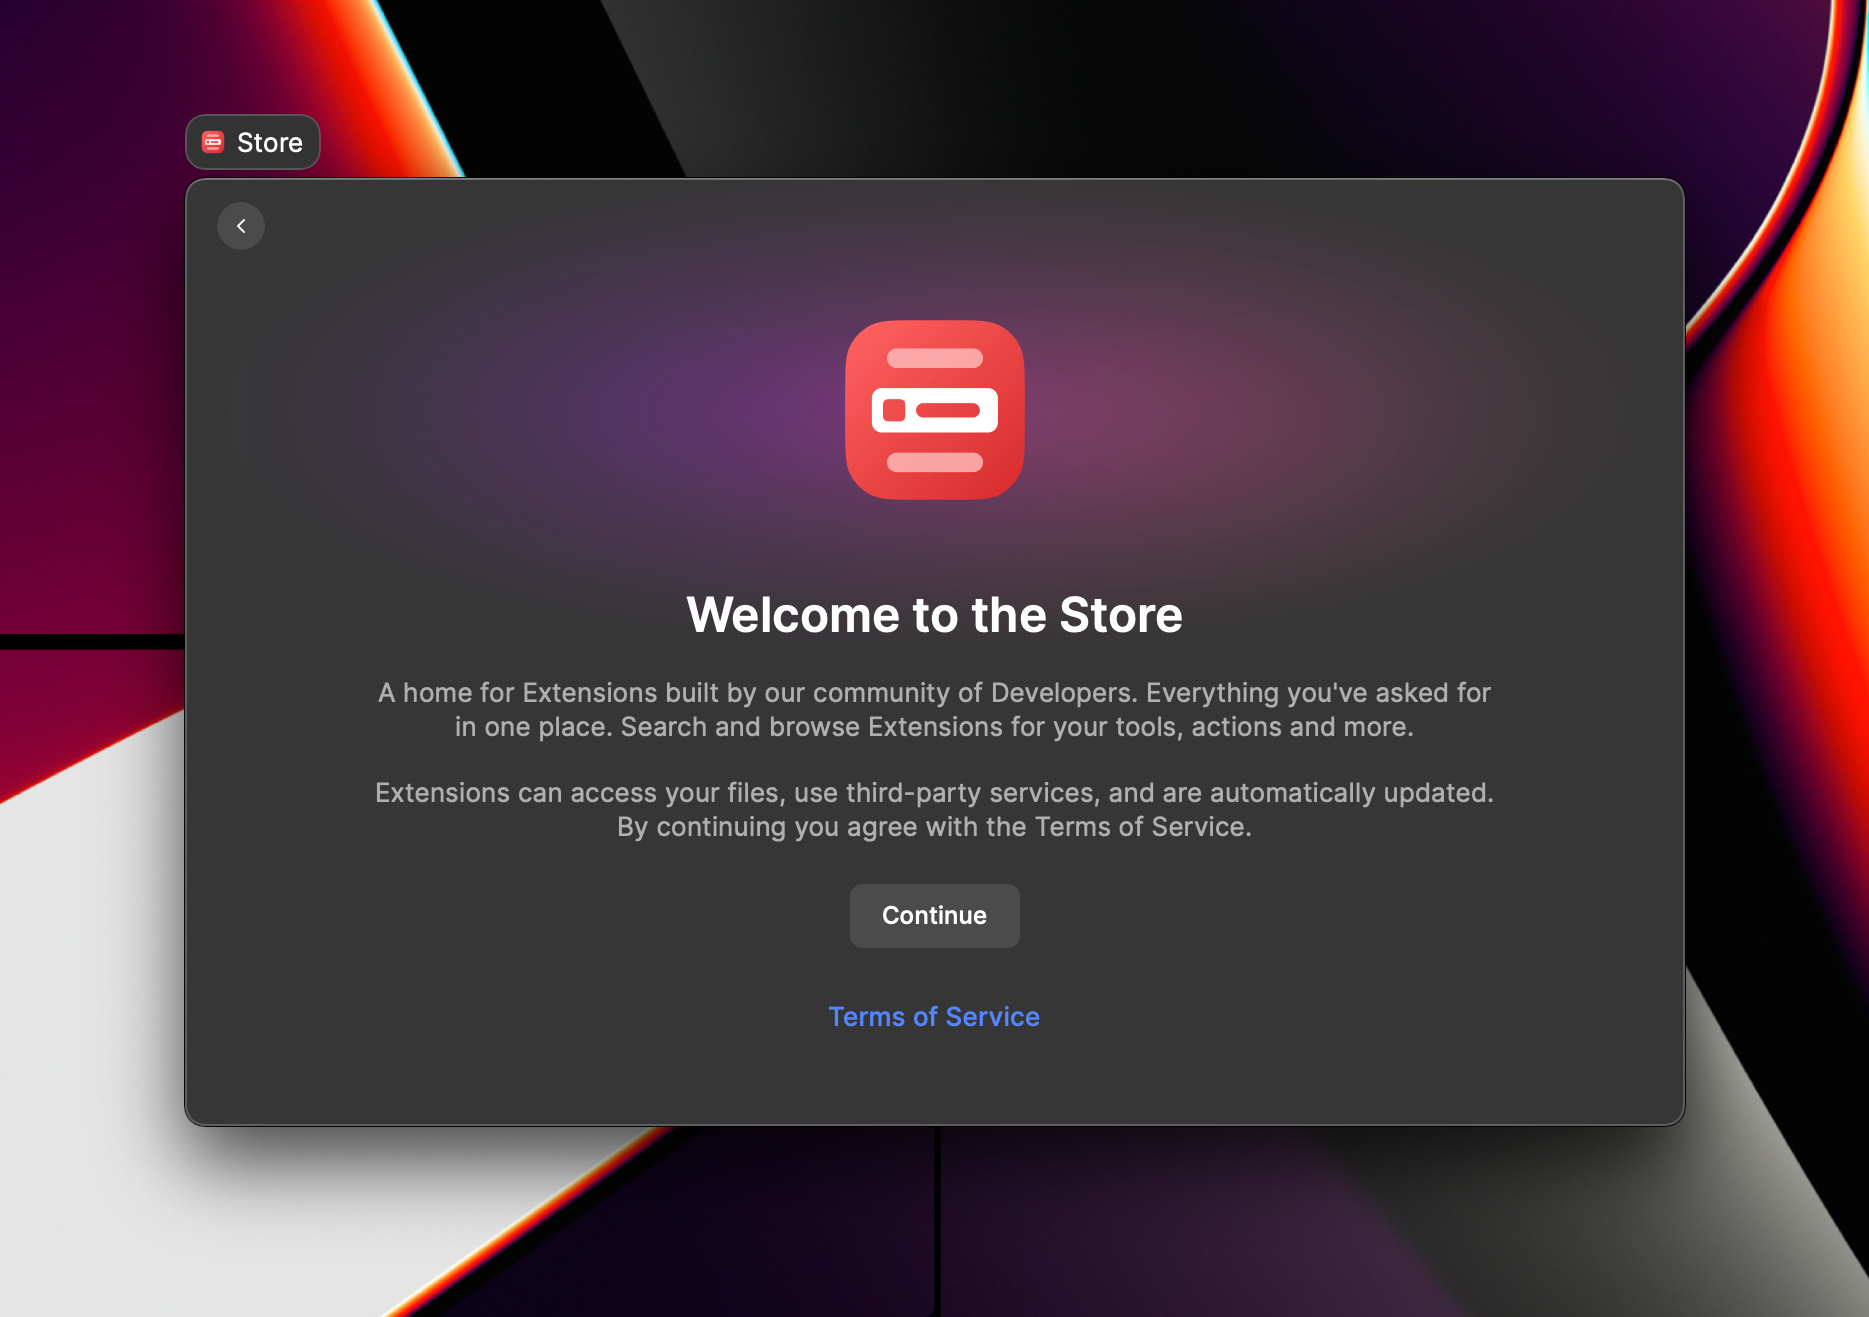 Store
Welcome to the Store
A home for Extensions built by our community of Developers. Everything you've asked for
in one place. Search and browse Extensions for your tools, actions and more.
Extensions can access your files, use third-party services, and are automatically updated.
By continuing you agree with the Terms of Service.
Continue
Terms of Service